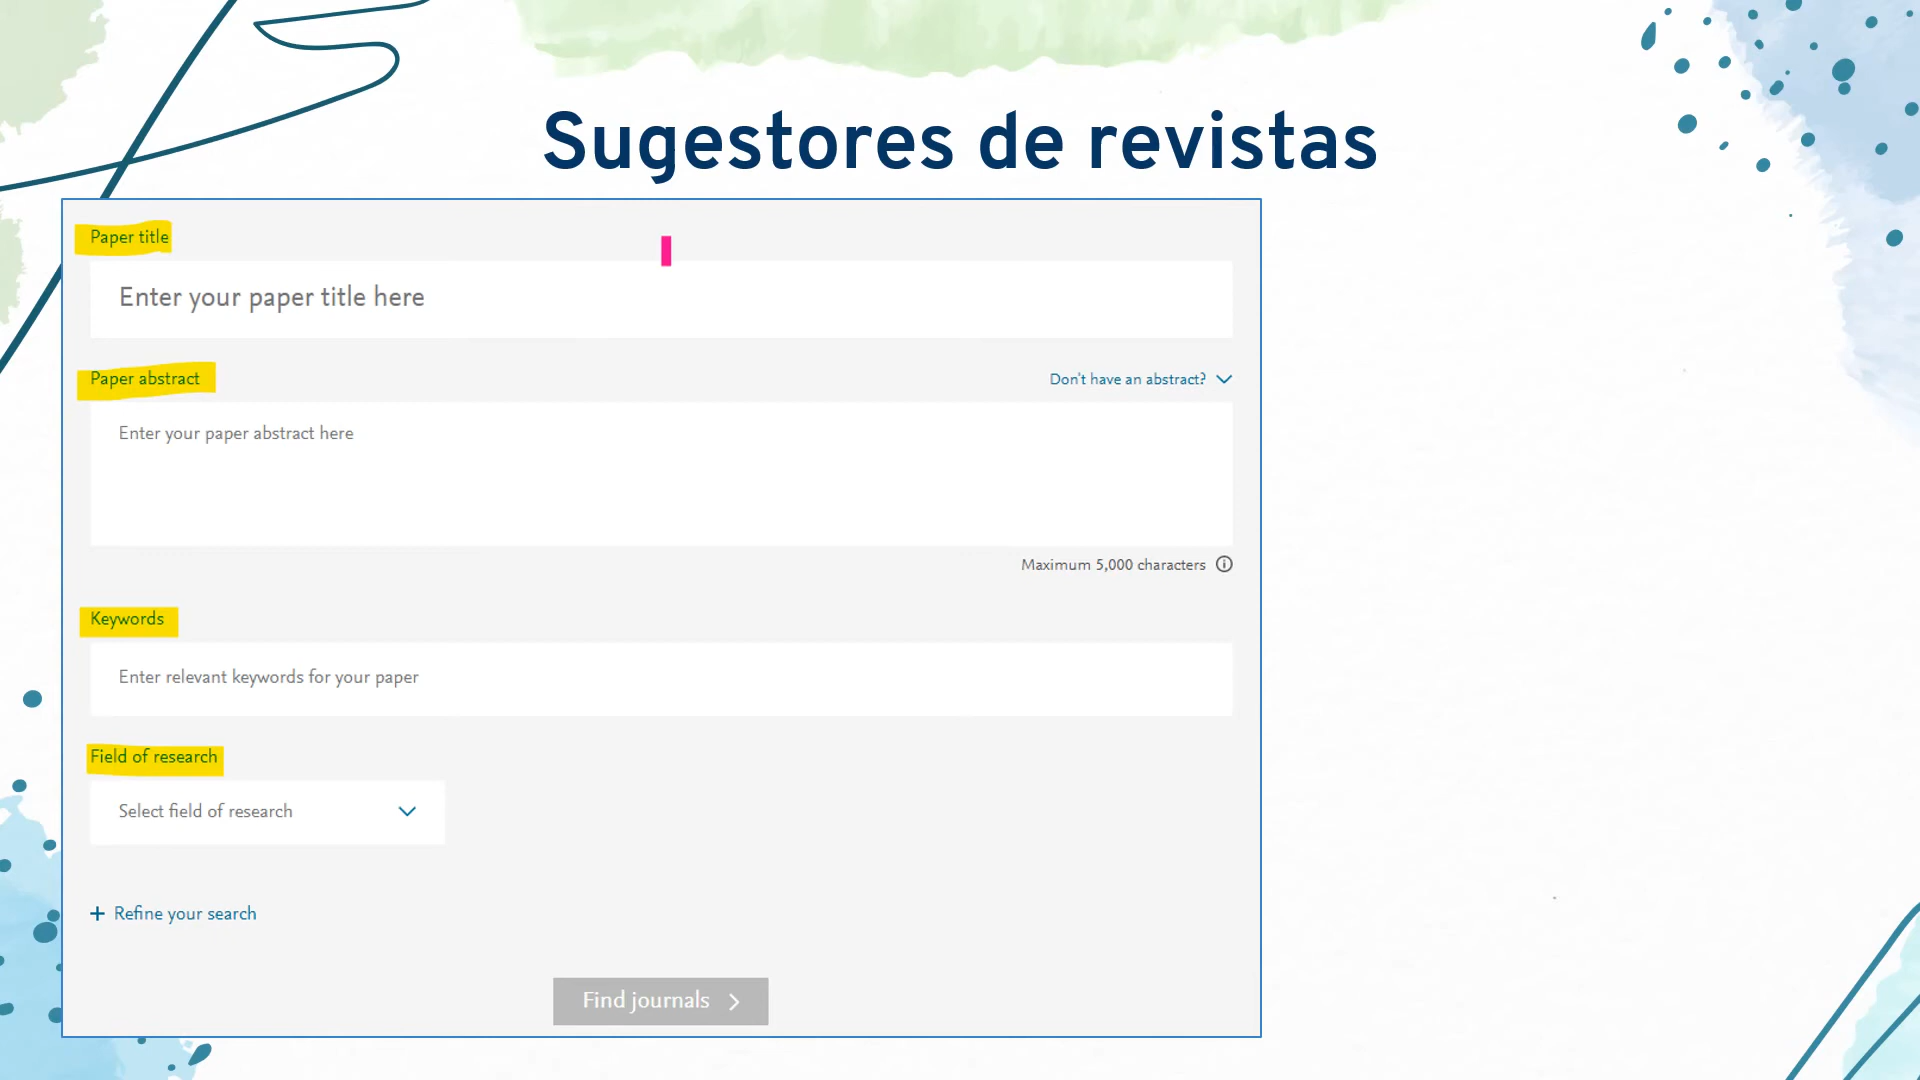 Sugestores de revistas
Paper title
Enter your paper title here
Paper abstract
Don't have an abstract?
Enter your paper abstract here
Maximum 5,000 characters
Keywords
Enter relevant keywords for your paper
Field of research
Select field of research
+ Refine your search
Find journals